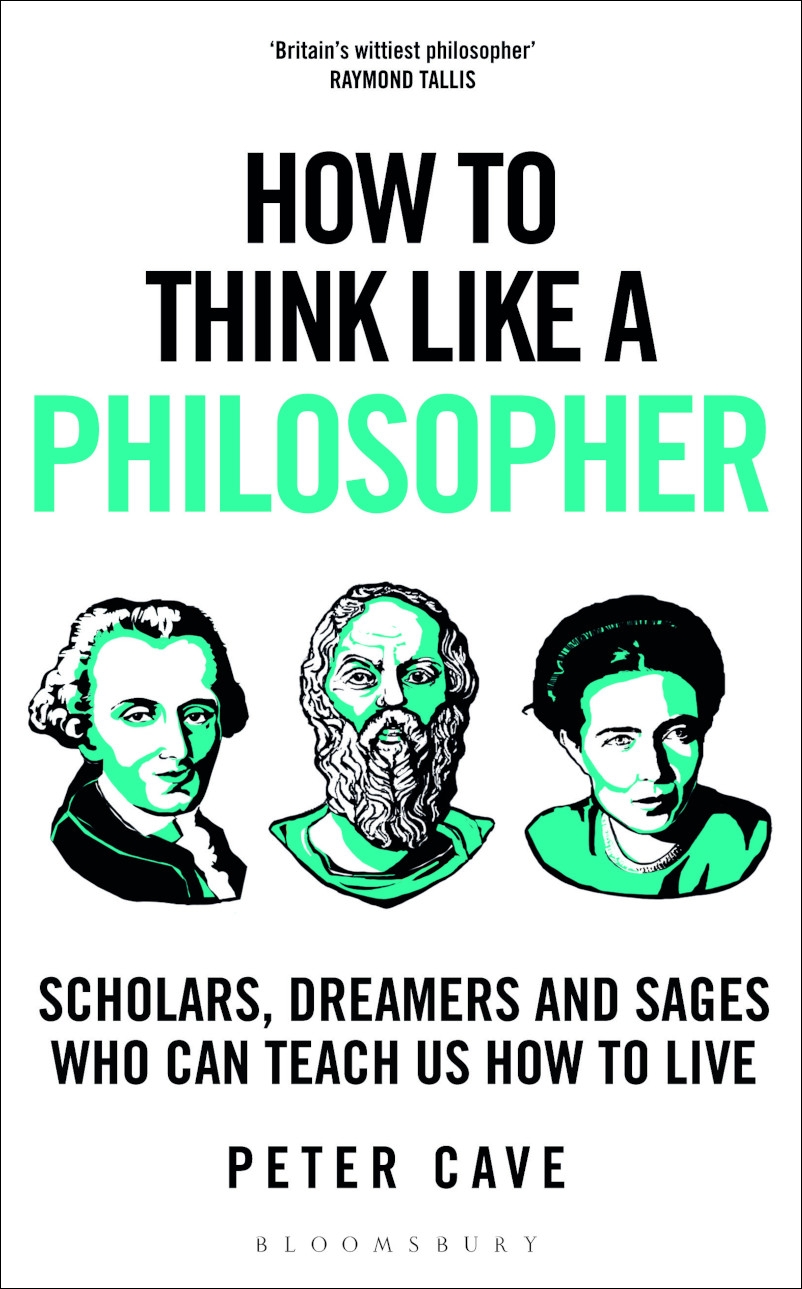 ‘Britain’s wittiest philosopher’
RAYMOND TALLIS
HOW TO
THINK LIKE A
PHILOSOPHER
SCHOLARS, DREAMERS AND SAGES
WHO CAN TEACH US HOW TO LIVE
PETER CAVE
BLOOMSBURY